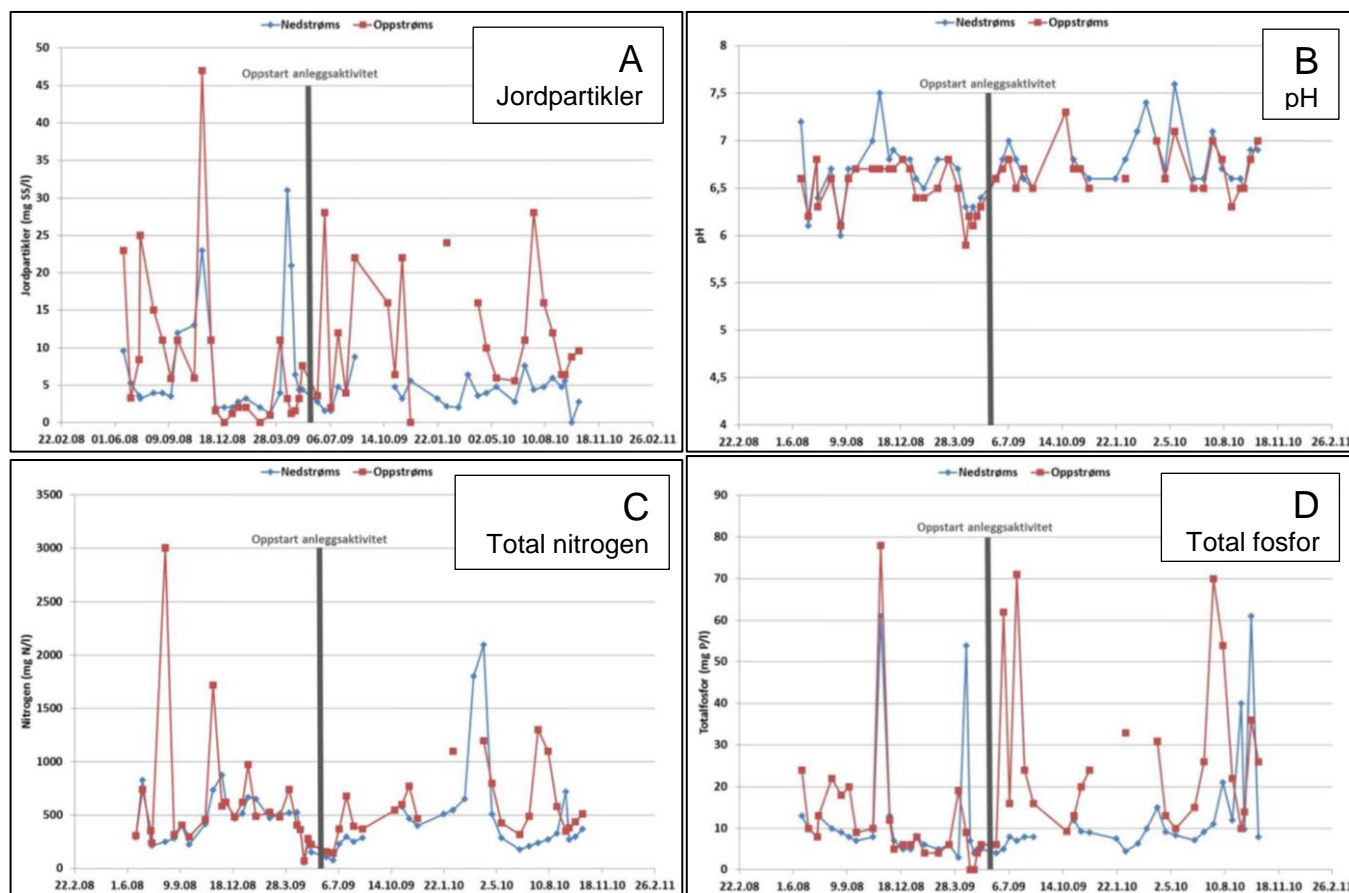 Nedstrøms Oppstrøms
A
Jordpartikler
Oppstart anleggsaktivitet
Jordpartikler (mg SS/l)
50
45
40
35
30
25
20
15
10
5
0
22.02.08 01.06.08 09.09.08 18.12.08 28.03.09 06.07.09 14.10.09 22.01.10 02.05.10 10.08.10 18.11.10 26.02.11
Nedstrøms Oppstrøms
B
pH
Oppstart anleggsaktivitet
pH
8
7,5
7
6,5
6
5,5
5
4,5
4
22.2.08 1.6.08 9.9.08 18.12.08 28.3.09 6.7.09 14.10.09 22.1.10 2.5.10 10.8.10 18.11.10 26.2.11
Nedstrøms Oppstrøms
C
Total nitrogen
Oppstart anleggsaktivitet
Nitrogen (mg N/l)
3500
3000
2500
2000
1500
1000
500
0
22.2.08 1.6.08 9.9.08 18.12.08 28.3.09 6.7.09 14.10.09 22.1.10 2.5.10 10.8.10 18.11.10 26.2.11
Nedstrøms Oppstrøms
D
Total fosfor
Oppstart anleggsaktivitet
Totalfosfor (mg P/l)
90
80
70
60
50
40
30
20
10
0
22.2.08 1.6.08 9.9.08 18.12.08 28.3.09 6.7.09 14.10.09 22.1.10 2.5.10 10.8.10 18.11.10 26.2.11